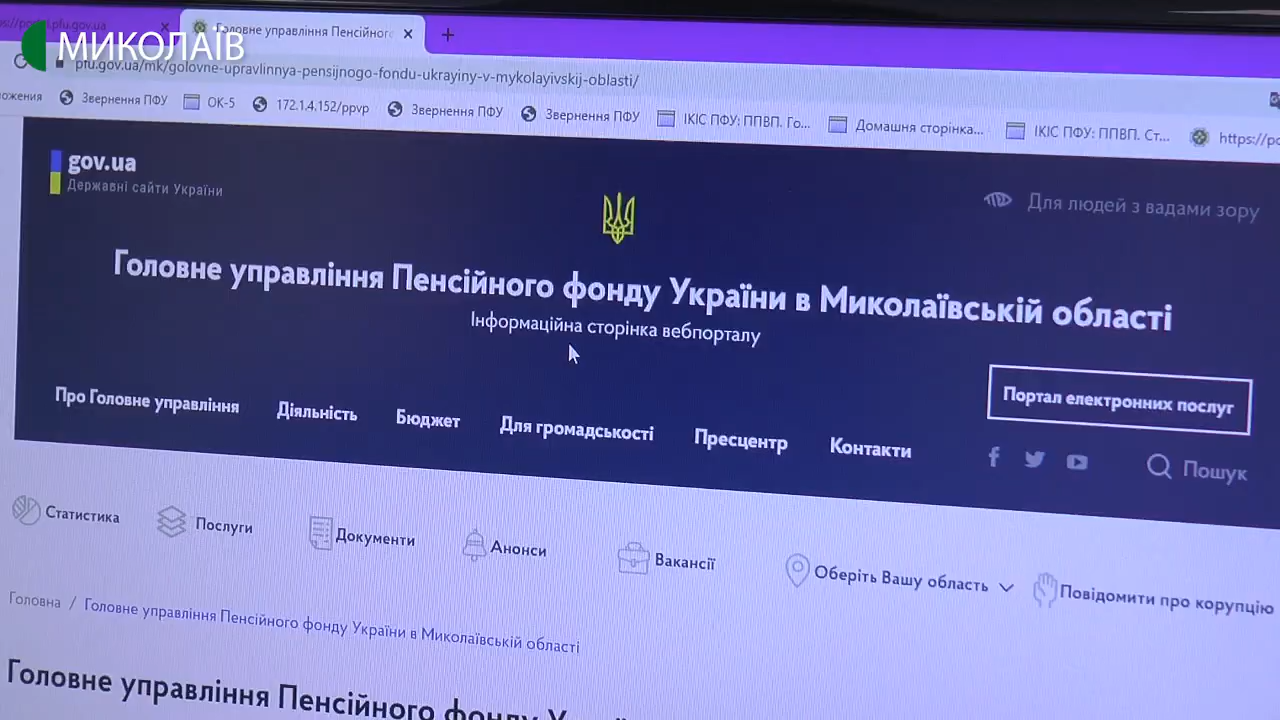 МИКОЛАЇВ
Головне управління Пенсійног
pfu.gov.ua/mk/golovne-upravlinnya-pensijnogo-fondu-ukrayiny-v-mykolayivskij-oblasti/
Звернення ПФУ ОК-5 172.1.4.152/ppvp Звернення ПФУ Звернення ПФУ ІКІС ПФУ: ППВП. Го... Домашня сторінка... ІКІС ПФУ: ППВП. Ст...
gov.ua
Державні сайти України
Для людей з вадами зору
Головне управління Пенсійного фонду України в Миколаївській області
Інформаційна сторінка вебпорталу
Портал електронних послуг
Про Головне управління Діяльність Бюджет Для громадськості Пресцентр Контакти
Пошук
Статистика Послуги Документи Анонси Вакансії Оберіть Вашу область Повідомити про корупцію
Головна / Головне управління Пенсійного фонду України в Миколаївській області
Головне управління Пенсійного фонду